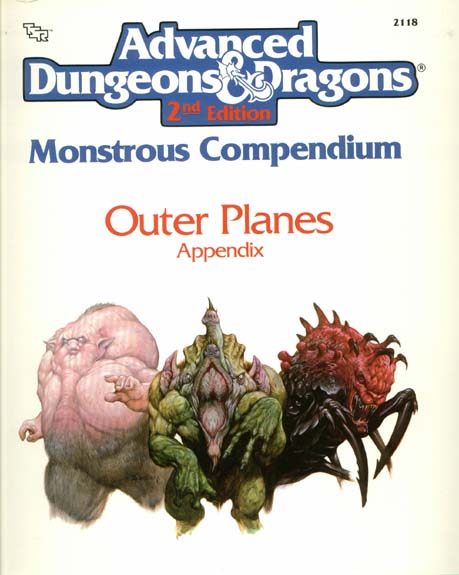 TSR
2118
Advanced
Dungeons & Dragons®
2nd Edition
Monstrous Compendium
Outer Planes
Appendix